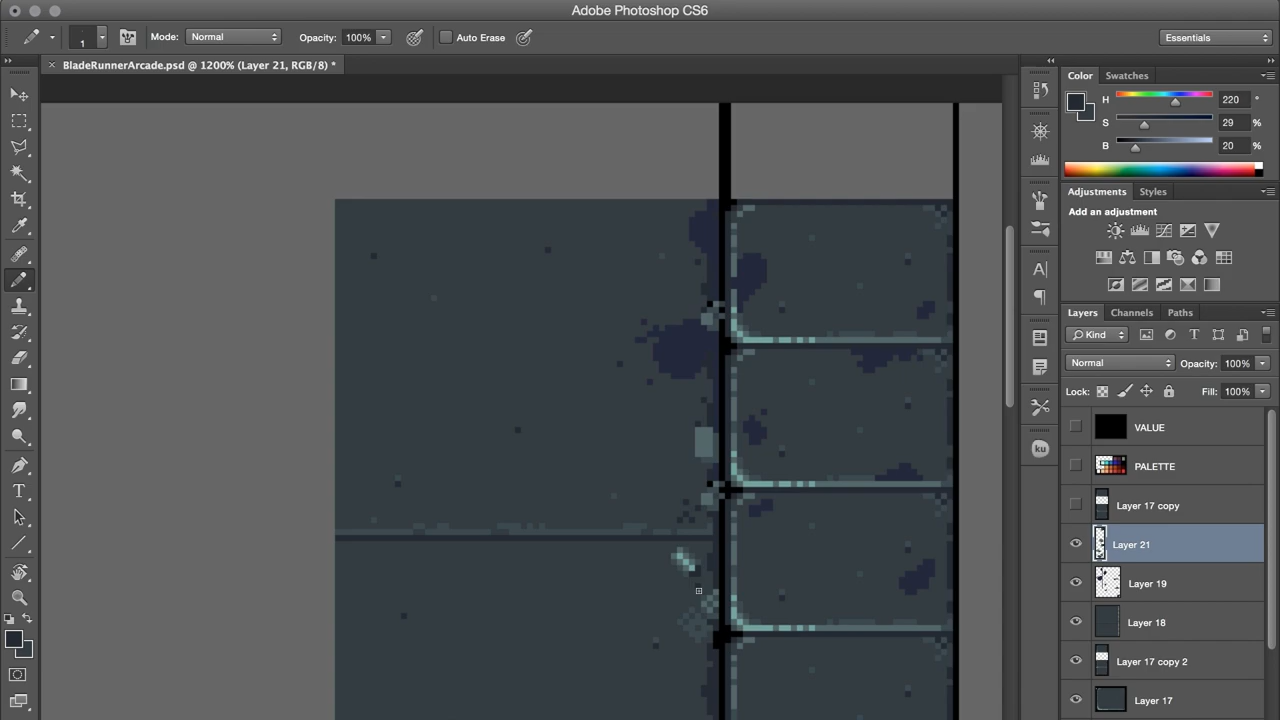 Adobe Photoshop CS6
1 Mode: Normal Opacity: 100% Auto Erase Essentials
× BladeRunnerArcade.psd @ 1200% (Layer 21, RGB/8) *
Color Swatches
H 220 °
S 29 %
B 20 %
Adjustments Styles
Add an adjustment
Layers Channels Paths
Kind
Normal Opacity: 100%
Lock: Fill: 100%
VALUE
PALETTE
Layer 17 copy
Layer 21
Layer 19
Layer 18
Layer 17 copy 2
Layer 17
A
ku
T